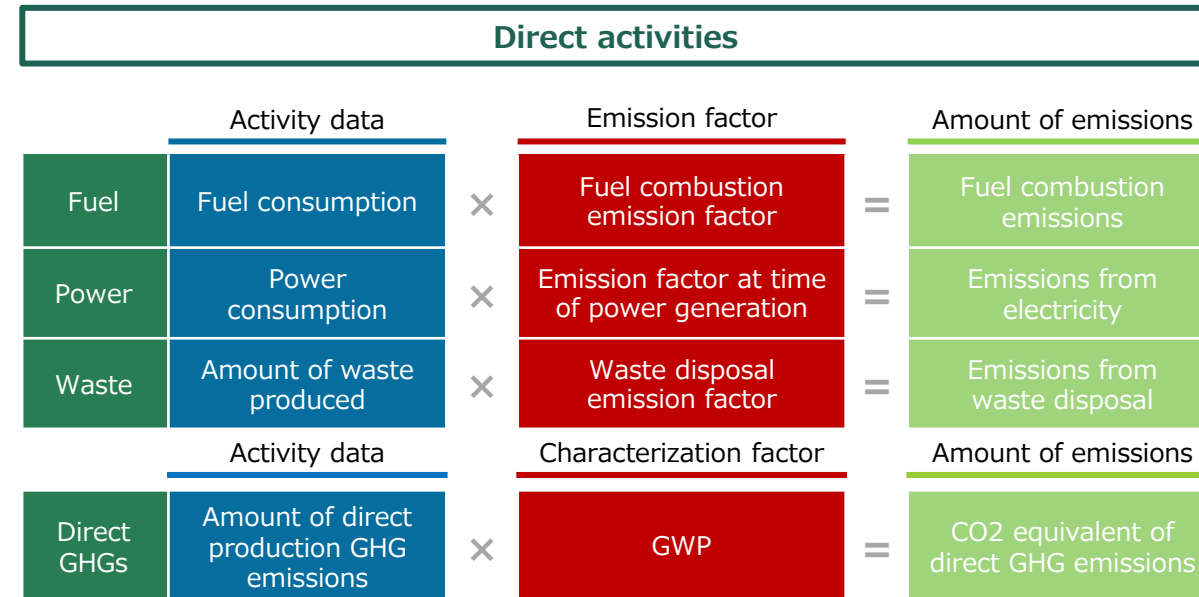 Direct activities
Activity data
Emission factor
Amount of emissions
Fuel
Fuel consumption
×
Fuel combustion
emission factor
=
Fuel combustion
emissions
Power
Power
consumption
×
Emission factor at time
of power generation
=
Emissions from
electricity
Waste
Amount of waste
produced
×
Waste disposal
emission factor
=
Emissions from
waste disposal
Activity data
Characterization factor
Amount of emissions
Direct
GHGs
Amount of direct
production GHG
emissions
×
GWP
=
CO2 equivalent of
direct GHG emissions